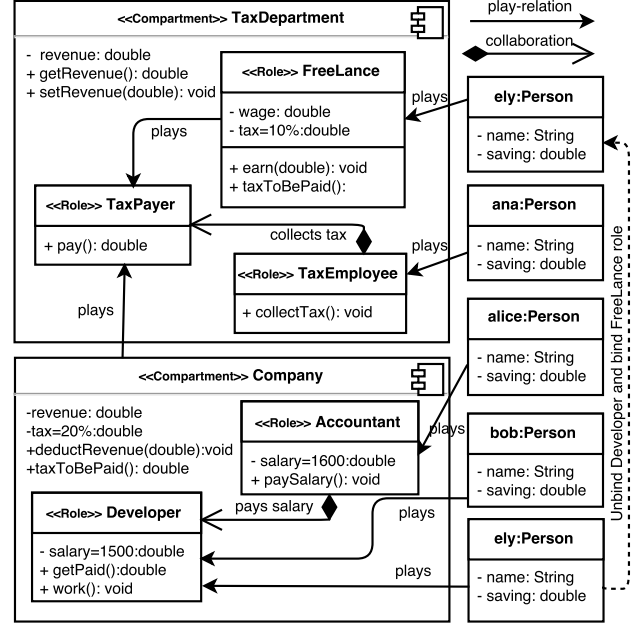 <<Compartment>> TaxDepartment
- revenue: double
+ getRevenue(): double
+ setRevenue(double): void
<<Role>> FreeLance
- wage: double
- tax=10%:double
+ earn(double): void
+ taxToBePaid():
plays
<<Role>> TaxPayer
+ pay(): double
collects tax
<<Role>> TaxEmployee
+ collectTax(): void
plays
<<Compartment>> Company
-revenue: double
-tax=20%:double
+deductRevenue(double):void
+taxToBePaid(): double
<<Role>> Accountant
- salary=1600:double
+ paySalary(): void
pays salary
<<Role>> Developer
- salary=1500:double
+ getPaid():double
+ work(): void
play-relation
collaboration
plays
ely:Person
- name: String
- saving: double
plays
ana:Person
- name: String
- saving: double
alice:Person
- name: String
- saving: double
plays
bob:Person
- name: String
- saving: double
plays
ely:Person
- name: String
- saving: double
plays
Unbind Developer and bind FreeLance role